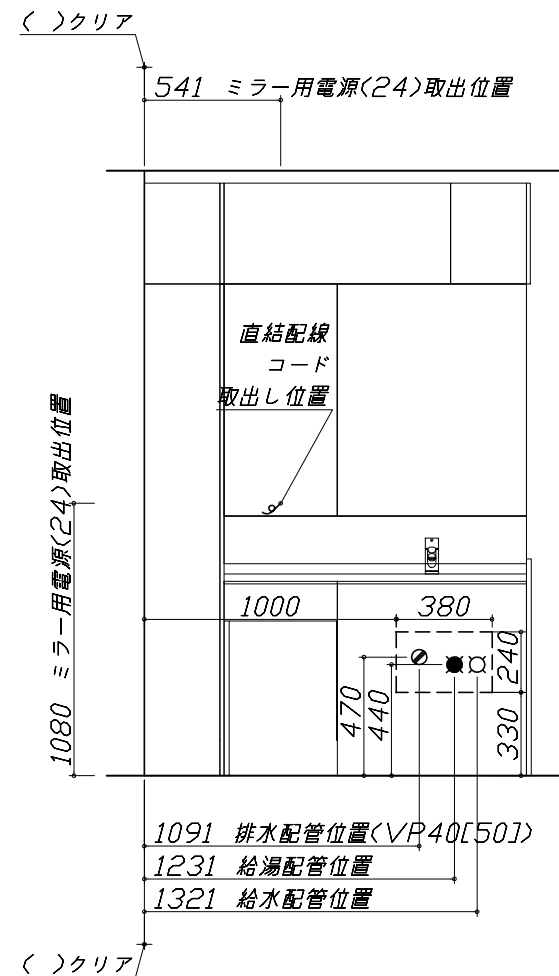 ( )クリア
541 ミラー用電源(24)取出位置
直結配線
コード
取出し位置
1080 ミラー用電源(24)取出位置
1000
380
240
470
440
330
1091 排水配管位置(VP40[50])
1231 給湯配管位置
1321 給水配管位置
( )クリア